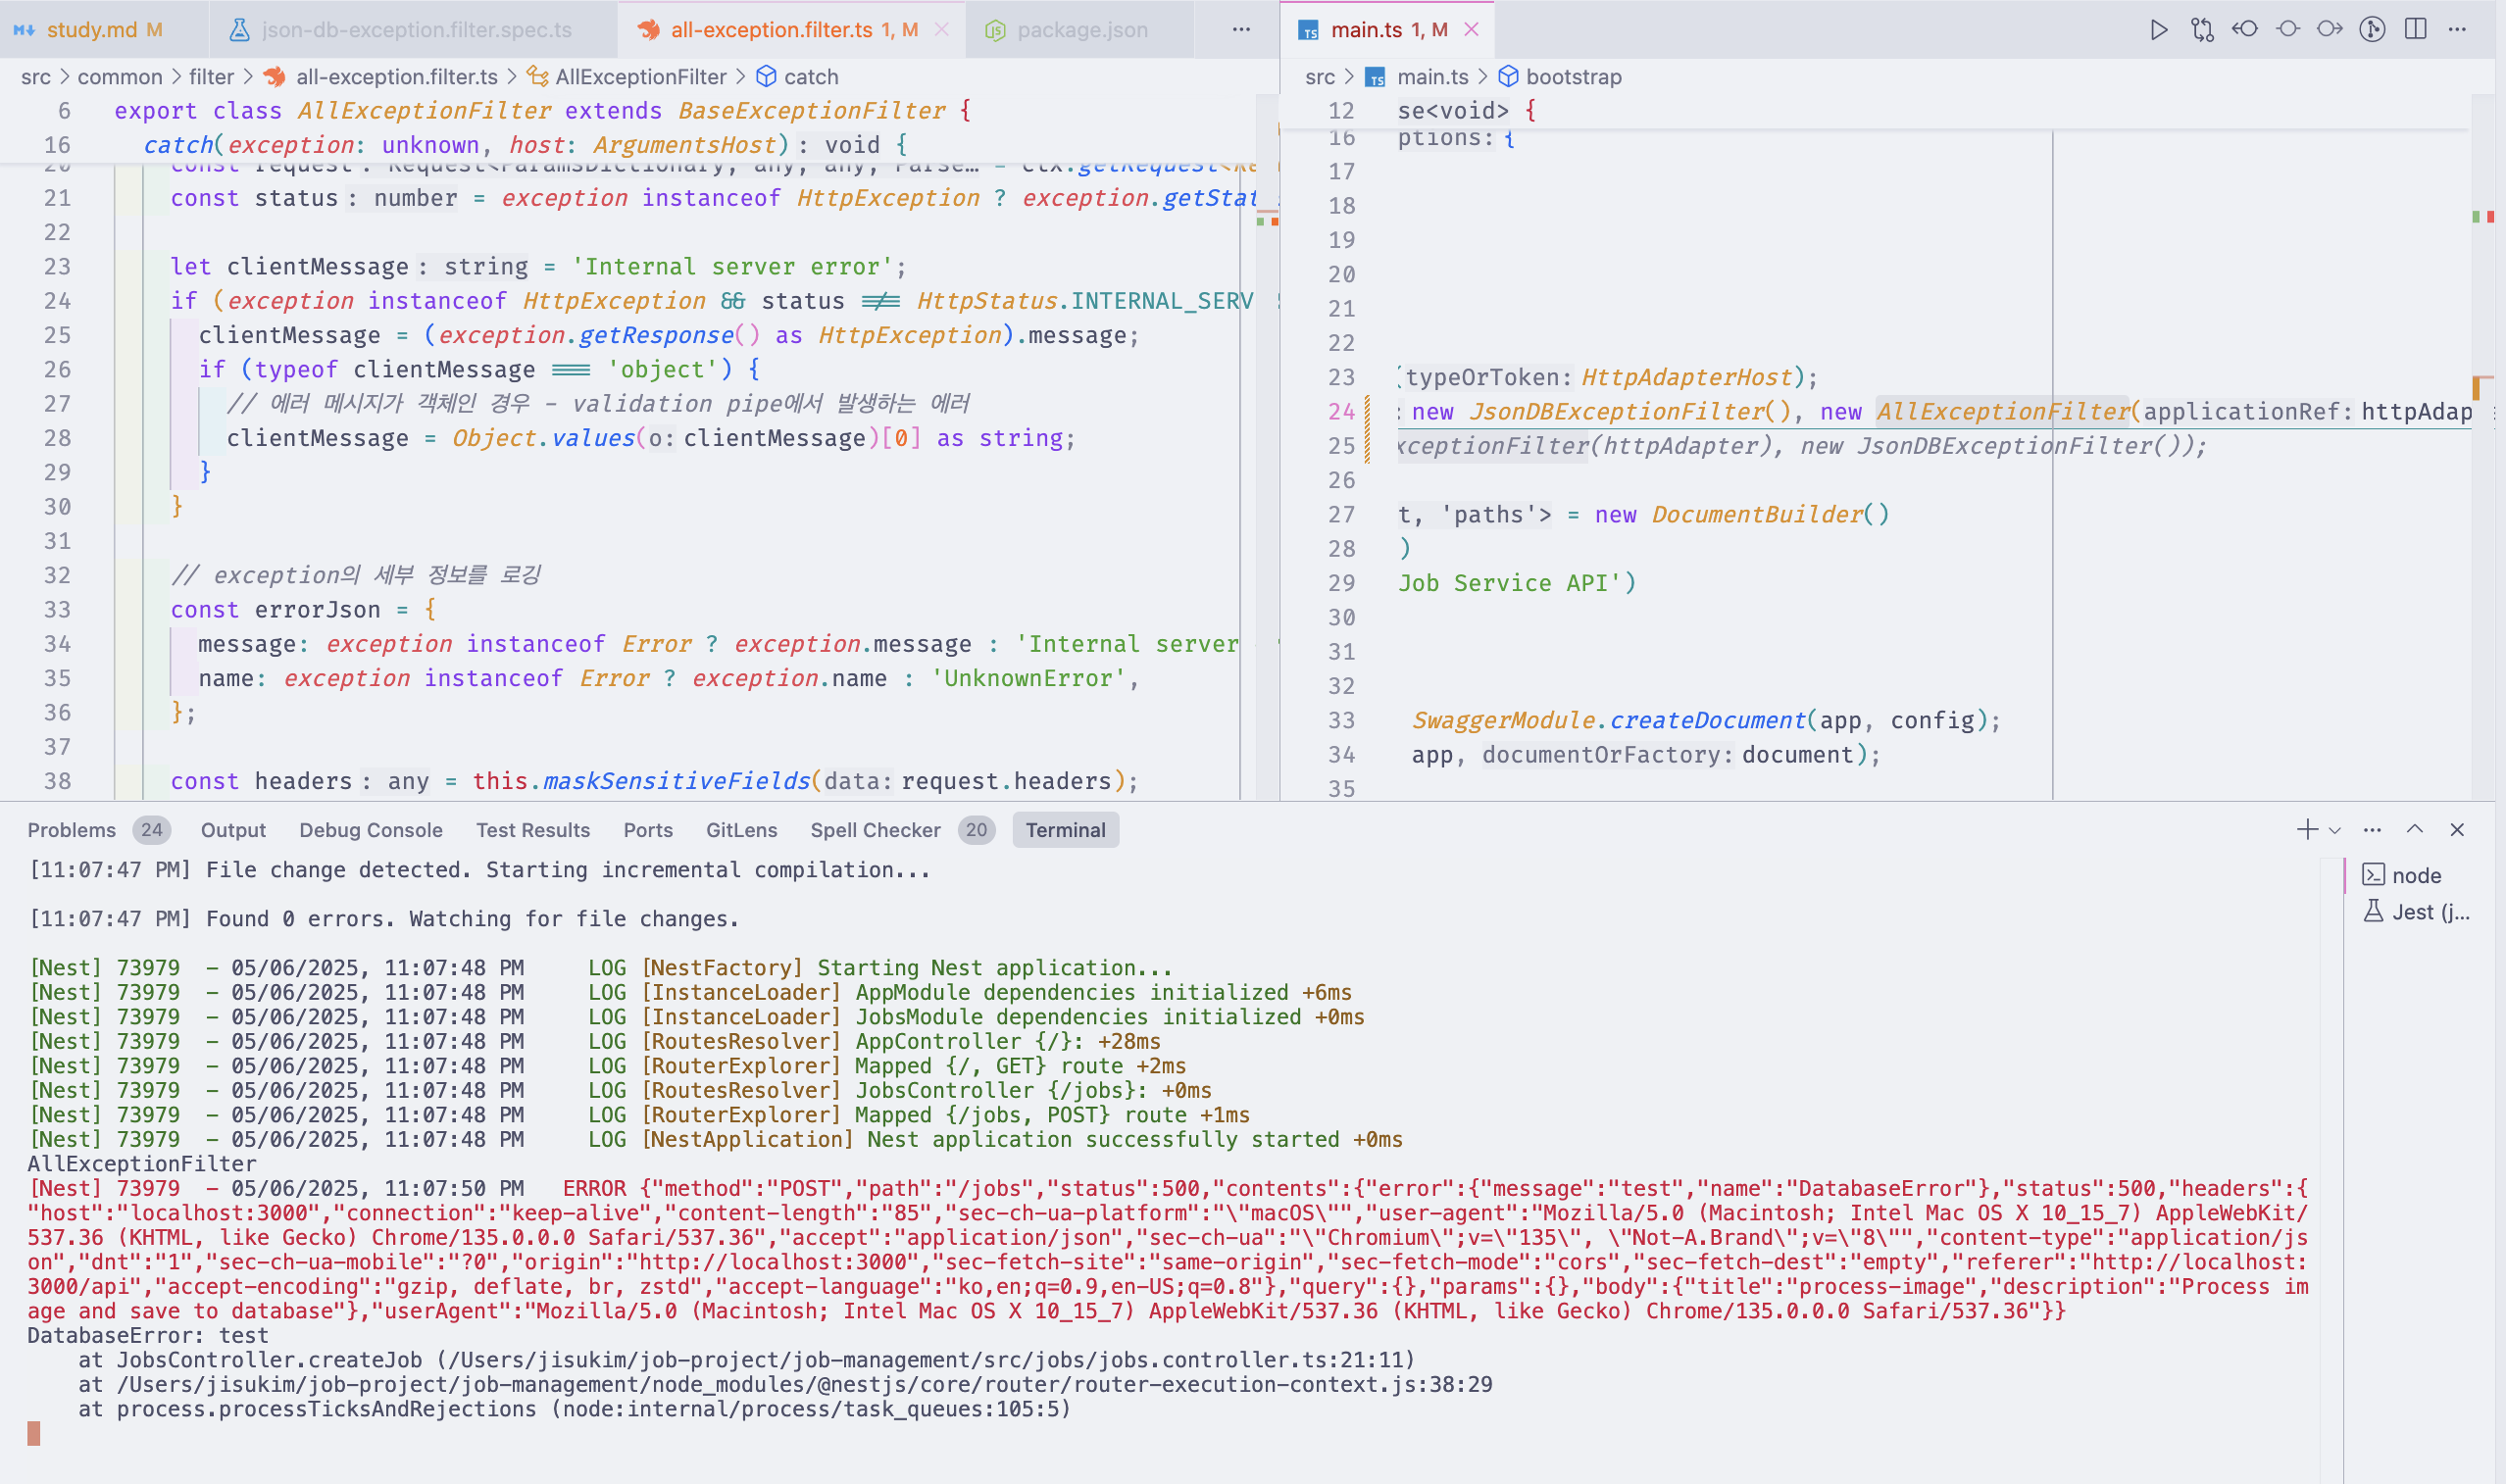 study.md M
json-db-exception.filter.spec.ts
all-exception.filter.ts 1, M
package.json
src > common > filter > all-exception.filter.ts > AllExceptionFilter > catch
6 export class AllExceptionFilter extends BaseExceptionFilter {
16 catch(exception: unknown, host: ArgumentsHost): void {
20 const request: Request<ParamsDictionary, any, any, Parse… = ctx.getRequest<Re
21 const status: number = exception instanceof HttpException ? exception.getStat
22
23 let clientMessage: string = 'Internal server error';
24 if (exception instanceof HttpException && status !== HttpStatus.INTERNAL_SERV
25 clientMessage = (exception.getResponse() as HttpException).message;
26 if (typeof clientMessage === 'object') {
27 // 에러 메시지가 객체인 경우 - validation pipe에서 발생하는 에러
28 clientMessage = Object.values(o:clientMessage)[0] as string;
29 }
30 }
31
32 // exception의 세부 정보를 로깅
33 const errorJson = {
34 message: exception instanceof Error ? exception.message : 'Internal server
35 name: exception instanceof Error ? exception.name : 'UnknownError',
36 };
37
38 const headers: any = this.maskSensitiveFields(data:request.headers);
main.ts 1, M
src > main.ts > bootstrap
12 se<void> {
16 ptions:{
17
18
19
20
21
22
23 (typeOrToken:HttpAdapterHost);
24 :new JsonDBExceptionFilter(), new AllExceptionFilter(applicationRef:httpAdap
25 xceptionFilter(httpAdapter), new JsonDBExceptionFilter());
26
27 t, 'paths'> = new DocumentBuilder()
28 )
29 Job Service API')
30
31
32
33 SwaggerModule.createDocument(app, config);
34 app, documentOrFactory:document);
35
Problems 24 Output Debug Console Test Results Ports GitLens Spell Checker 20 Terminal
[11:07:47 PM] File change detected. Starting incremental compilation...
[11:07:47 PM] Found 0 errors. Watching for file changes.
[Nest] 73979  - 05/06/2025, 11:07:48 PM     LOG [NestFactory] Starting Nest application...
[Nest] 73979  - 05/06/2025, 11:07:48 PM     LOG [InstanceLoader] AppModule dependencies initialized +6ms
[Nest] 73979  - 05/06/2025, 11:07:48 PM     LOG [InstanceLoader] JobsModule dependencies initialized +0ms
[Nest] 73979  - 05/06/2025, 11:07:48 PM     LOG [RoutesResolver] AppController {/}: +28ms
[Nest] 73979  - 05/06/2025, 11:07:48 PM     LOG [RouterExplorer] Mapped {/, GET} route +2ms
[Nest] 73979  - 05/06/2025, 11:07:48 PM     LOG [RoutesResolver] JobsController {/jobs}: +0ms
[Nest] 73979  - 05/06/2025, 11:07:48 PM     LOG [RouterExplorer] Mapped {/jobs, POST} route +1ms
[Nest] 73979  - 05/06/2025, 11:07:48 PM     LOG [NestApplication] Nest application successfully started +0ms
AllExceptionFilter
[Nest] 73979  - 05/06/2025, 11:07:50 PM   ERROR {"method":"POST","path":"/jobs","status":500,"contents":{"error":{"message":"test","name":"DatabaseError"},"status":500,"headers":{
"host":"localhost:3000","connection":"keep-alive","content-length":"85","sec-ch-ua-platform":"\"macOS\"","user-agent":"Mozilla/5.0 (Macintosh; Intel Mac OS X 10_15_7) AppleWebKit/
537.36 (KHTML, like Gecko) Chrome/135.0.0.0 Safari/537.36","accept":"application/json","sec-ch-ua":"\"Chromium\";v=\"135\", \"Not-A.Brand\";v=\"8\"","content-type":"application/js
on","dnt":"1","sec-ch-ua-mobile":"?0","origin":"http://localhost:3000","sec-fetch-site":"same-origin","sec-fetch-mode":"cors","sec-fetch-dest":"empty","referer":"http://localhost:
3000/api","accept-encoding":"gzip, deflate, br, zstd","accept-language":"ko,en;q=0.9,en-US;q=0.8"},"query":{},"params":{},"body":{"title":"process-image","description":"Process im
age and save to database"},"userAgent":"Mozilla/5.0 (Macintosh; Intel Mac OS X 10_15_7) AppleWebKit/537.36 (KHTML, like Gecko) Chrome/135.0.0.0 Safari/537.36"}}
DatabaseError: test
at JobsController.createJob (/Users/jisukim/job-project/job-management/src/jobs/jobs.controller.ts:21:11)
at /Users/jisukim/job-project/job-management/node_modules/@nestjs/core/router/router-execution-context.js:38:29
at process.processTicksAndRejections (node:internal/process/task_queues:105:5)
node
Jest (j...